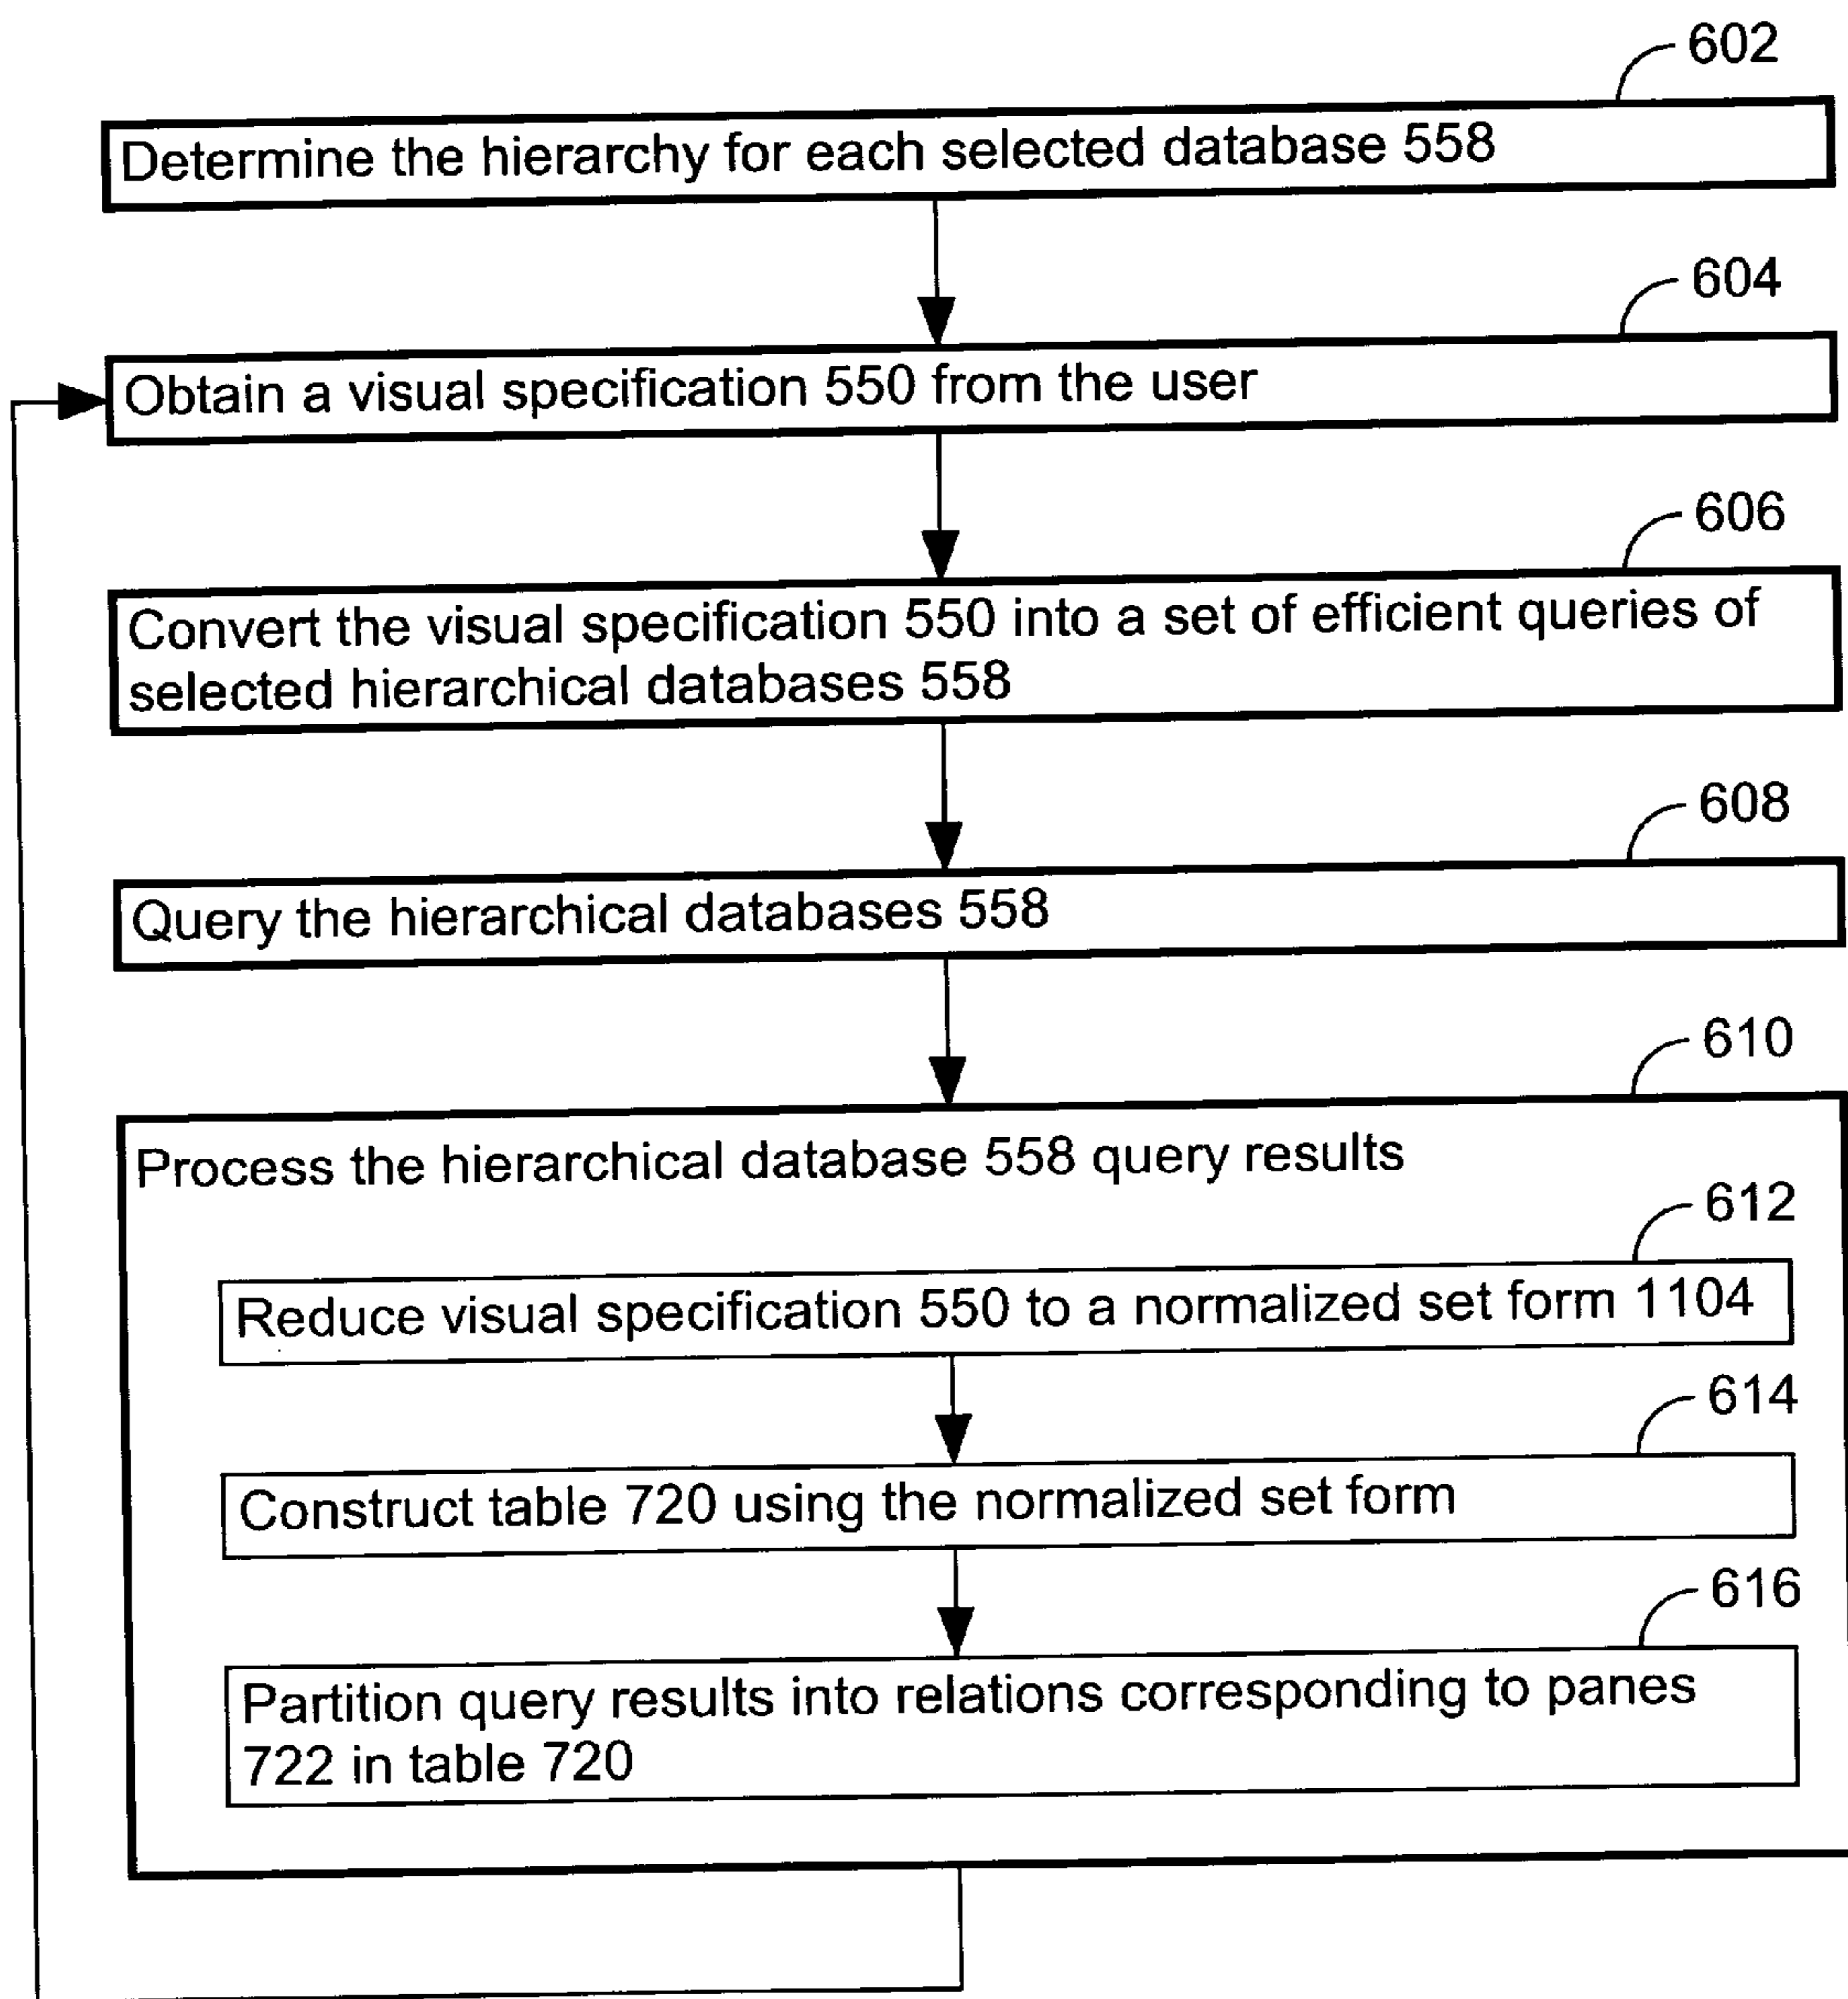 602
Determine the hierarchy for each selected database 558
604
Obtain a visual specification 550 from the user
606
Convert the visual specification 550 into a set of efficient queries of
selected hierarchical databases 558
608
Query the hierarchical databases 558
610
Process the hierarchical database 558 query results
612
Reduce visual specification 550 to a normalized set form 1104
614
Construct table 720 using the normalized set form
616
Partition query results into relations corresponding to panes
722 in table 720